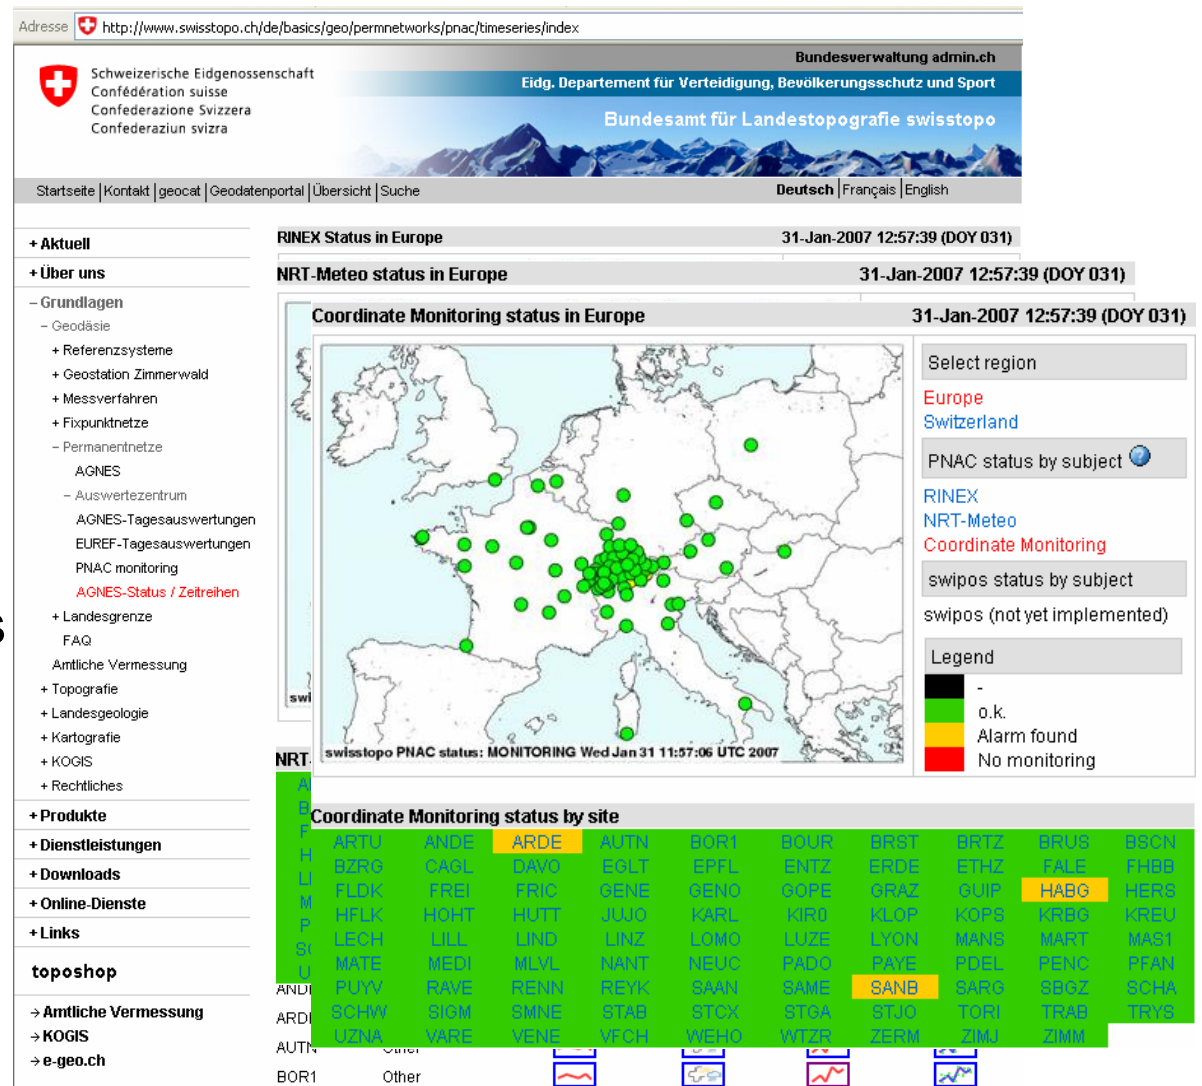 Adresse http://www.swisstopo.ch/de/basics/geo/permnetworks/pnac/timeseries/index
Bundesverwaltung admin.ch
Schweizerische Eidgenossenschaft
Confédération suisse
Confederazione Svizzera
Confederaziun svizra
Eidg. Departement für Verteidigung, Bevölkerungsschutz und Sport
Bundesamt für Landestopografie swisstopo
Startseite | Kontakt | geocat | Geodatenportal | Übersicht | Suche
Deutsch | Français | English
+ Aktuell
+ Über uns
– Grundlagen
– Geodäsie
+ Referenzsysteme
+ Geostation Zimmerwald
+ Messverfahren
+ Fixpunktnetze
– Permanentnetze
AGNES
– Auswertezentrum
AGNES-Tagesauswertungen
EUREF-Tagesauswertungen
PNAC monitoring
AGNES-Status / Zeitreihen
+ Landesgrenze
FAQ
Amtliche Vermessung
+ Topografie
+ Landesgeologie
+ Kartografie
+ KOGIS
+ Rechtliches
+ Produkte
+ Dienstleistungen
+ Downloads
+ Online-Dienste
+ Links
toposhop
→ Amtliche Vermessung
→ KOGIS
→ e-geo.ch
s
RINEX Status in Europe 31-Jan-2007 12:57:39 (DOY 031)
NRT-Meteo status in Europe 31-Jan-2007 12:57:39 (DOY 031)
Coordinate Monitoring status in Europe 31-Jan-2007 12:57:39 (DOY 031)
swi
swisstopo PNAC status: MONITORING Wed Jan 31 11:57:06 UTC 2007
Select region
Europe
Switzerland
PNAC status by subject ?
RINEX
NRT-Meteo
Coordinate Monitoring
swipos status by subject
swipos (not yet implemented)
Legend
-
o.k.
Alarm found
No monitoring
NRT-
Coordinate Monitoring status by site
ARTU ANDE ARDE AUTN BOR1 BOUR BRST BRTZ BRUS BSCN
BZRG CAGL DAVO EGLT EPFL ENTZ ERDE ETHZ FALE FHBB
FLDK FREI FRIC GENE GENO GOPE GRAZ GUIP HABG HERS
HFLK HOHT HUTT JUJO KARL KIR0 KLOP KOPS KRBG KREU
LECH LILL LIND LINZ LOMO LUZE LYON MANS MART MAS1
MATE MEDI MLVL NANT NEUC PADO PAYE PDEL PENC PFAN
PUYV RAVE RENN REYK SAAN SAME SANB SARG SBGZ SCHA
SCHW SIGM SMNE STAB STCX STGA STJO TORI TRAB TRYS
UZNA VARE VENE VFCH WEHO WTZR ZERM ZIMJ ZIMM
ANDE
ARDE
AUTN Other
BOR1 Other